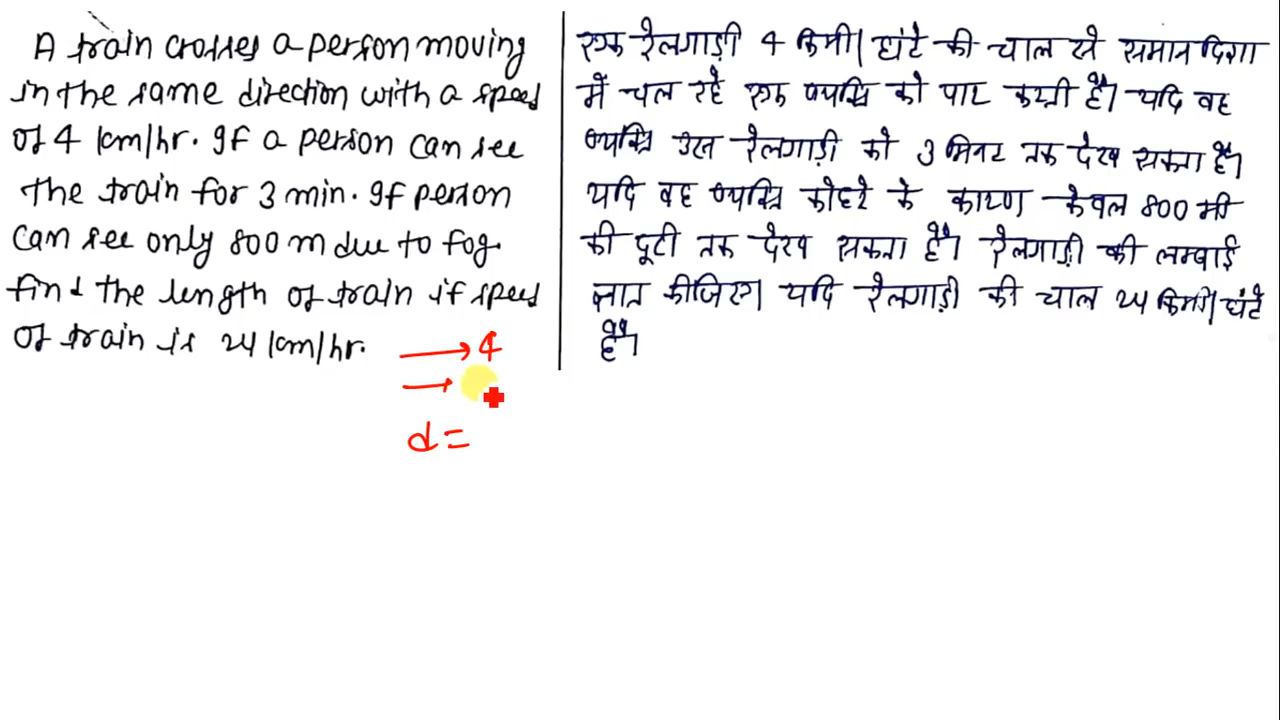 A train crosses a person moving
in the same direction with a speed
of 4 km/hr. If a person can see
the train for 3 min. If person
can see only 800 m due to fog.
find the length of train if speed
of train is 24 km/hr.
→ 4
→
d =
एक रेलगाड़ी 4 किमी/घंटे की चाल से समान दिशा
में चल रहे एक व्यक्ति को पार करती है। यदि वह
व्यक्ति उस रेलगाड़ी को 3 मिनट तक देख सकता है।
यदि वह व्यक्ति कोहरे के कारण केवल 800 मी
की दूरी तक देख सकता है। रेलगाड़ी की लम्बाई
ज्ञात कीजिए। यदि रेलगाड़ी की चाल 24 किमी/घंटे
है।